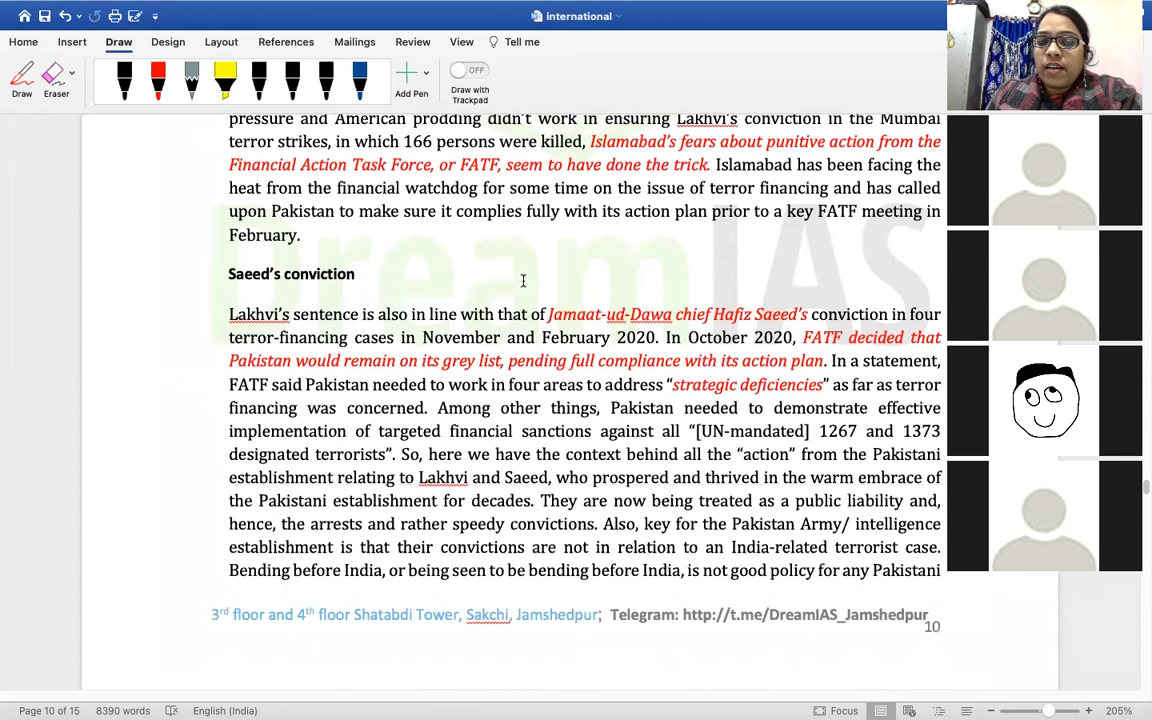 international
Home Insert Draw Design Layout References Mailings Review View Tell me
Draw Eraser Add Pen OFF Draw with Trackpad
pressure and American prodding didn't work in ensuring Lakhvi's conviction in the Mumbai
terror strikes, in which 166 persons were killed, Islamabad's fears about punitive action from the
Financial Action Task Force, or FATF, seem to have done the trick. Islamabad has been facing the
heat from the financial watchdog for some time on the issue of terror financing and has called
upon Pakistan to make sure it complies fully with its action plan prior to a key FATF meeting in
February.
Saeed's conviction
Lakhvi's sentence is also in line with that of Jamaat-ud-Dawa chief Hafiz Saeed's conviction in four
terror-financing cases in November and February 2020. In October 2020, FATF decided that
Pakistan would remain on its grey list, pending full compliance with its action plan. In a statement,
FATF said Pakistan needed to work in four areas to address “strategic deficiencies” as far as terror
financing was concerned. Among other things, Pakistan needed to demonstrate effective
implementation of targeted financial sanctions against all “[UN-mandated] 1267 and 1373
designated terrorists”. So, here we have the context behind all the “action” from the Pakistani
establishment relating to Lakhvi and Saeed, who prospered and thrived in the warm embrace of
the Pakistani establishment for decades. They are now being treated as a public liability and,
hence, the arrests and rather speedy convictions. Also, key for the Pakistan Army/ intelligence
establishment is that their convictions are not in relation to an India-related terrorist case.
Bending before India, or being seen to be bending before India, is not good policy for any Pakistani
DreamIAS
3rd floor and 4th floor Shatabdi Tower, Sakchi, Jamshedpur; Telegram: http://t.me/DreamIAS_Jamshedpur
10
Page 10 of 15 8390 words English (India) Focus 205%